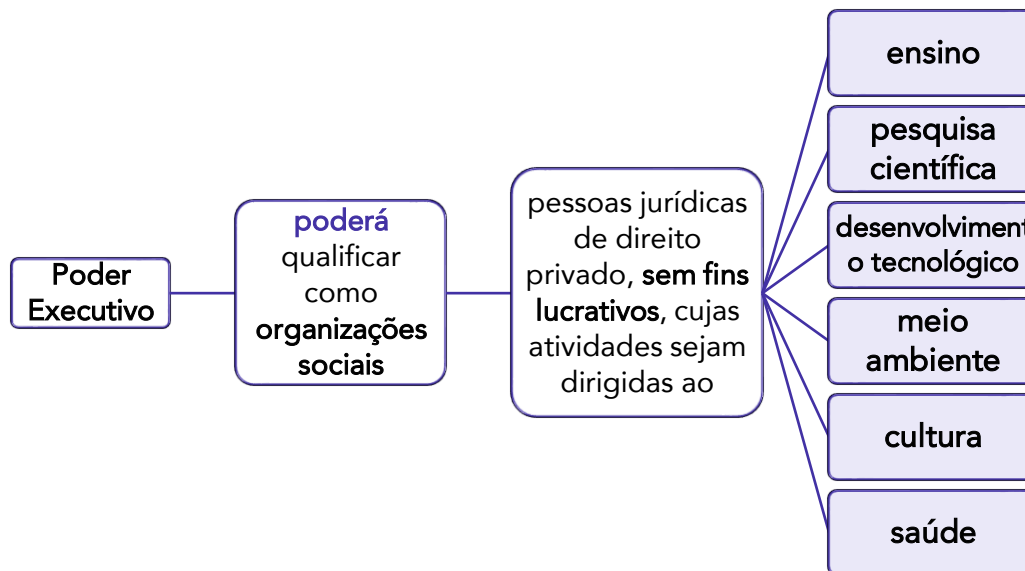 Poder
Executivo
poderá
qualificar
como
organizações
sociais
pessoas jurídicas
de direito
privado, sem fins
lucrativos, cujas
atividades sejam
dirigidas ao
ensino
pesquisa
científica
desenvolviment
o tecnológico
meio
ambiente
cultura
saúde